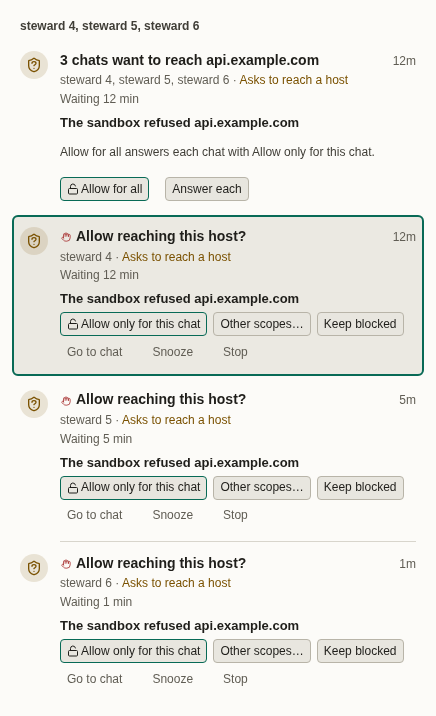 steward 4, steward 5, steward 6
3 chats want to reach api.example.com 12m
steward 4, steward 5, steward 6 · Asks to reach a host
Waiting 12 min
The sandbox refused api.example.com
Allow for all answers each chat with Allow only for this chat.
Allow for all Answer each
Allow reaching this host? 12m
steward 4 · Asks to reach a host
Waiting 12 min
The sandbox refused api.example.com
Allow only for this chat Other scopes… Keep blocked
Go to chat Snooze Stop
Allow reaching this host? 5m
steward 5 · Asks to reach a host
Waiting 5 min
The sandbox refused api.example.com
Allow only for this chat Other scopes… Keep blocked
Go to chat Snooze Stop
Allow reaching this host? 1m
steward 6 · Asks to reach a host
Waiting 1 min
The sandbox refused api.example.com
Allow only for this chat Other scopes… Keep blocked
Go to chat Snooze Stop